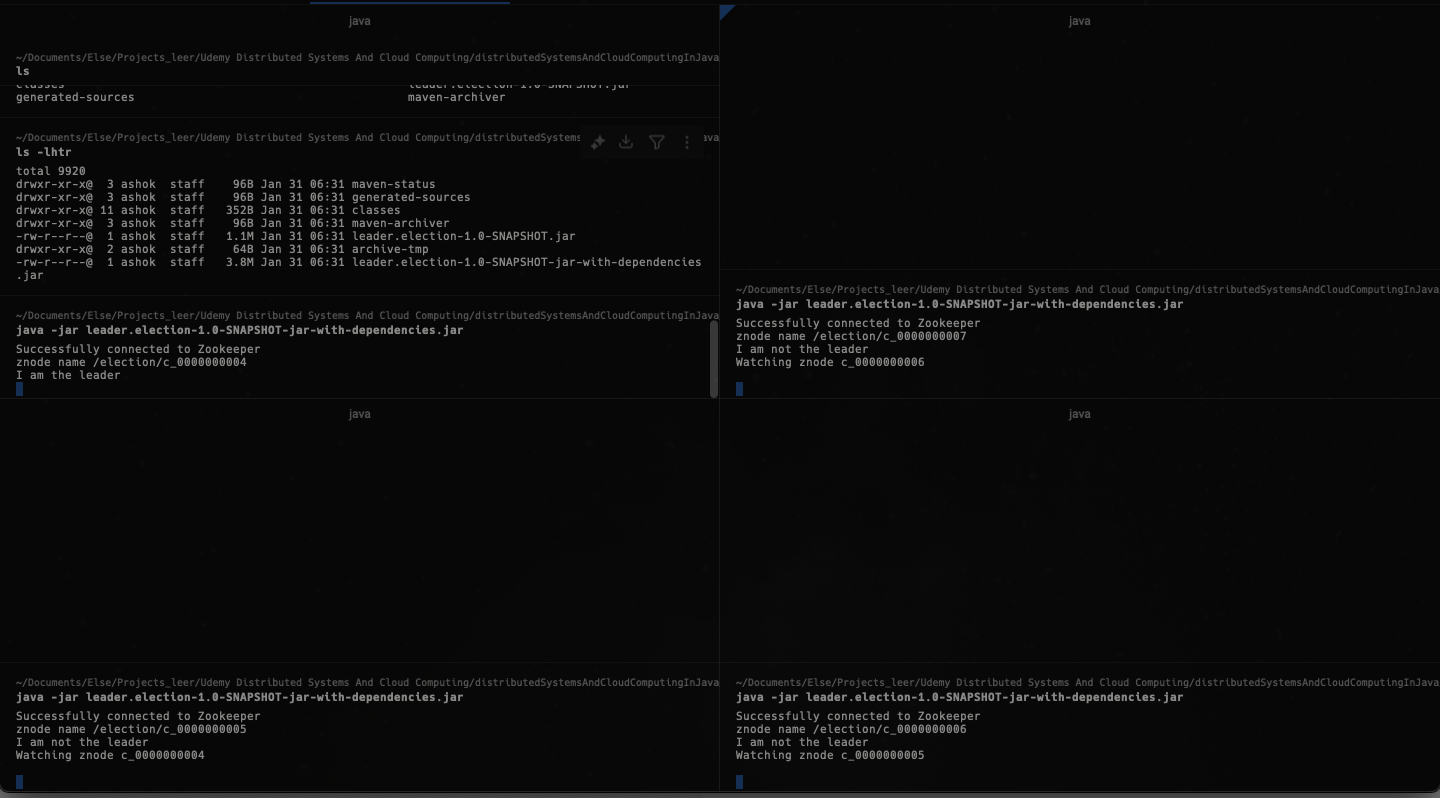 java
~/Documents/Else/Projects_leer/Udemy Distributed Systems And Cloud Computing/distributedSystemsAndCloudComputingInJava
ls
classes leader.election-1.0-SNAPSHOT.jar
generated-sources maven-archiver
~/Documents/Else/Projects_leer/Udemy Distributed Systems And Cloud Computing/distributedSystems ava
ls -lhtr
total 9920
drwxr-xr-x@  3 ashok  staff    96B Jan 31 06:31 maven-status
drwxr-xr-x@  3 ashok  staff    96B Jan 31 06:31 generated-sources
drwxr-xr-x@ 11 ashok  staff   352B Jan 31 06:31 classes
drwxr-xr-x@  3 ashok  staff    96B Jan 31 06:31 maven-archiver
-rw-r--r--@  1 ashok  staff   1.1M Jan 31 06:31 leader.election-1.0-SNAPSHOT.jar
drwxr-xr-x@  2 ashok  staff    64B Jan 31 06:31 archive-tmp
-rw-r--r--@  1 ashok  staff   3.8M Jan 31 06:31 leader.election-1.0-SNAPSHOT-jar-with-dependencies
.jar
~/Documents/Else/Projects_leer/Udemy Distributed Systems And Cloud Computing/distributedSystemsAndCloudComputingInJava
java -jar leader.election-1.0-SNAPSHOT-jar-with-dependencies.jar
Successfully connected to Zookeeper
znode name /election/c_0000000004
I am the leader
java
~/Documents/Else/Projects_leer/Udemy Distributed Systems And Cloud Computing/distributedSystemsAndCloudComputingInJava
java -jar leader.election-1.0-SNAPSHOT-jar-with-dependencies.jar
Successfully connected to Zookeeper
znode name /election/c_0000000007
I am not the leader
Watching znode c_0000000006
java
~/Documents/Else/Projects_leer/Udemy Distributed Systems And Cloud Computing/distributedSystemsAndCloudComputingInJava
java -jar leader.election-1.0-SNAPSHOT-jar-with-dependencies.jar
Successfully connected to Zookeeper
znode name /election/c_0000000005
I am not the leader
Watching znode c_0000000004
java
~/Documents/Else/Projects_leer/Udemy Distributed Systems And Cloud Computing/distributedSystemsAndCloudComputingInJava
java -jar leader.election-1.0-SNAPSHOT-jar-with-dependencies.jar
Successfully connected to Zookeeper
znode name /election/c_0000000006
I am not the leader
Watching znode c_0000000005